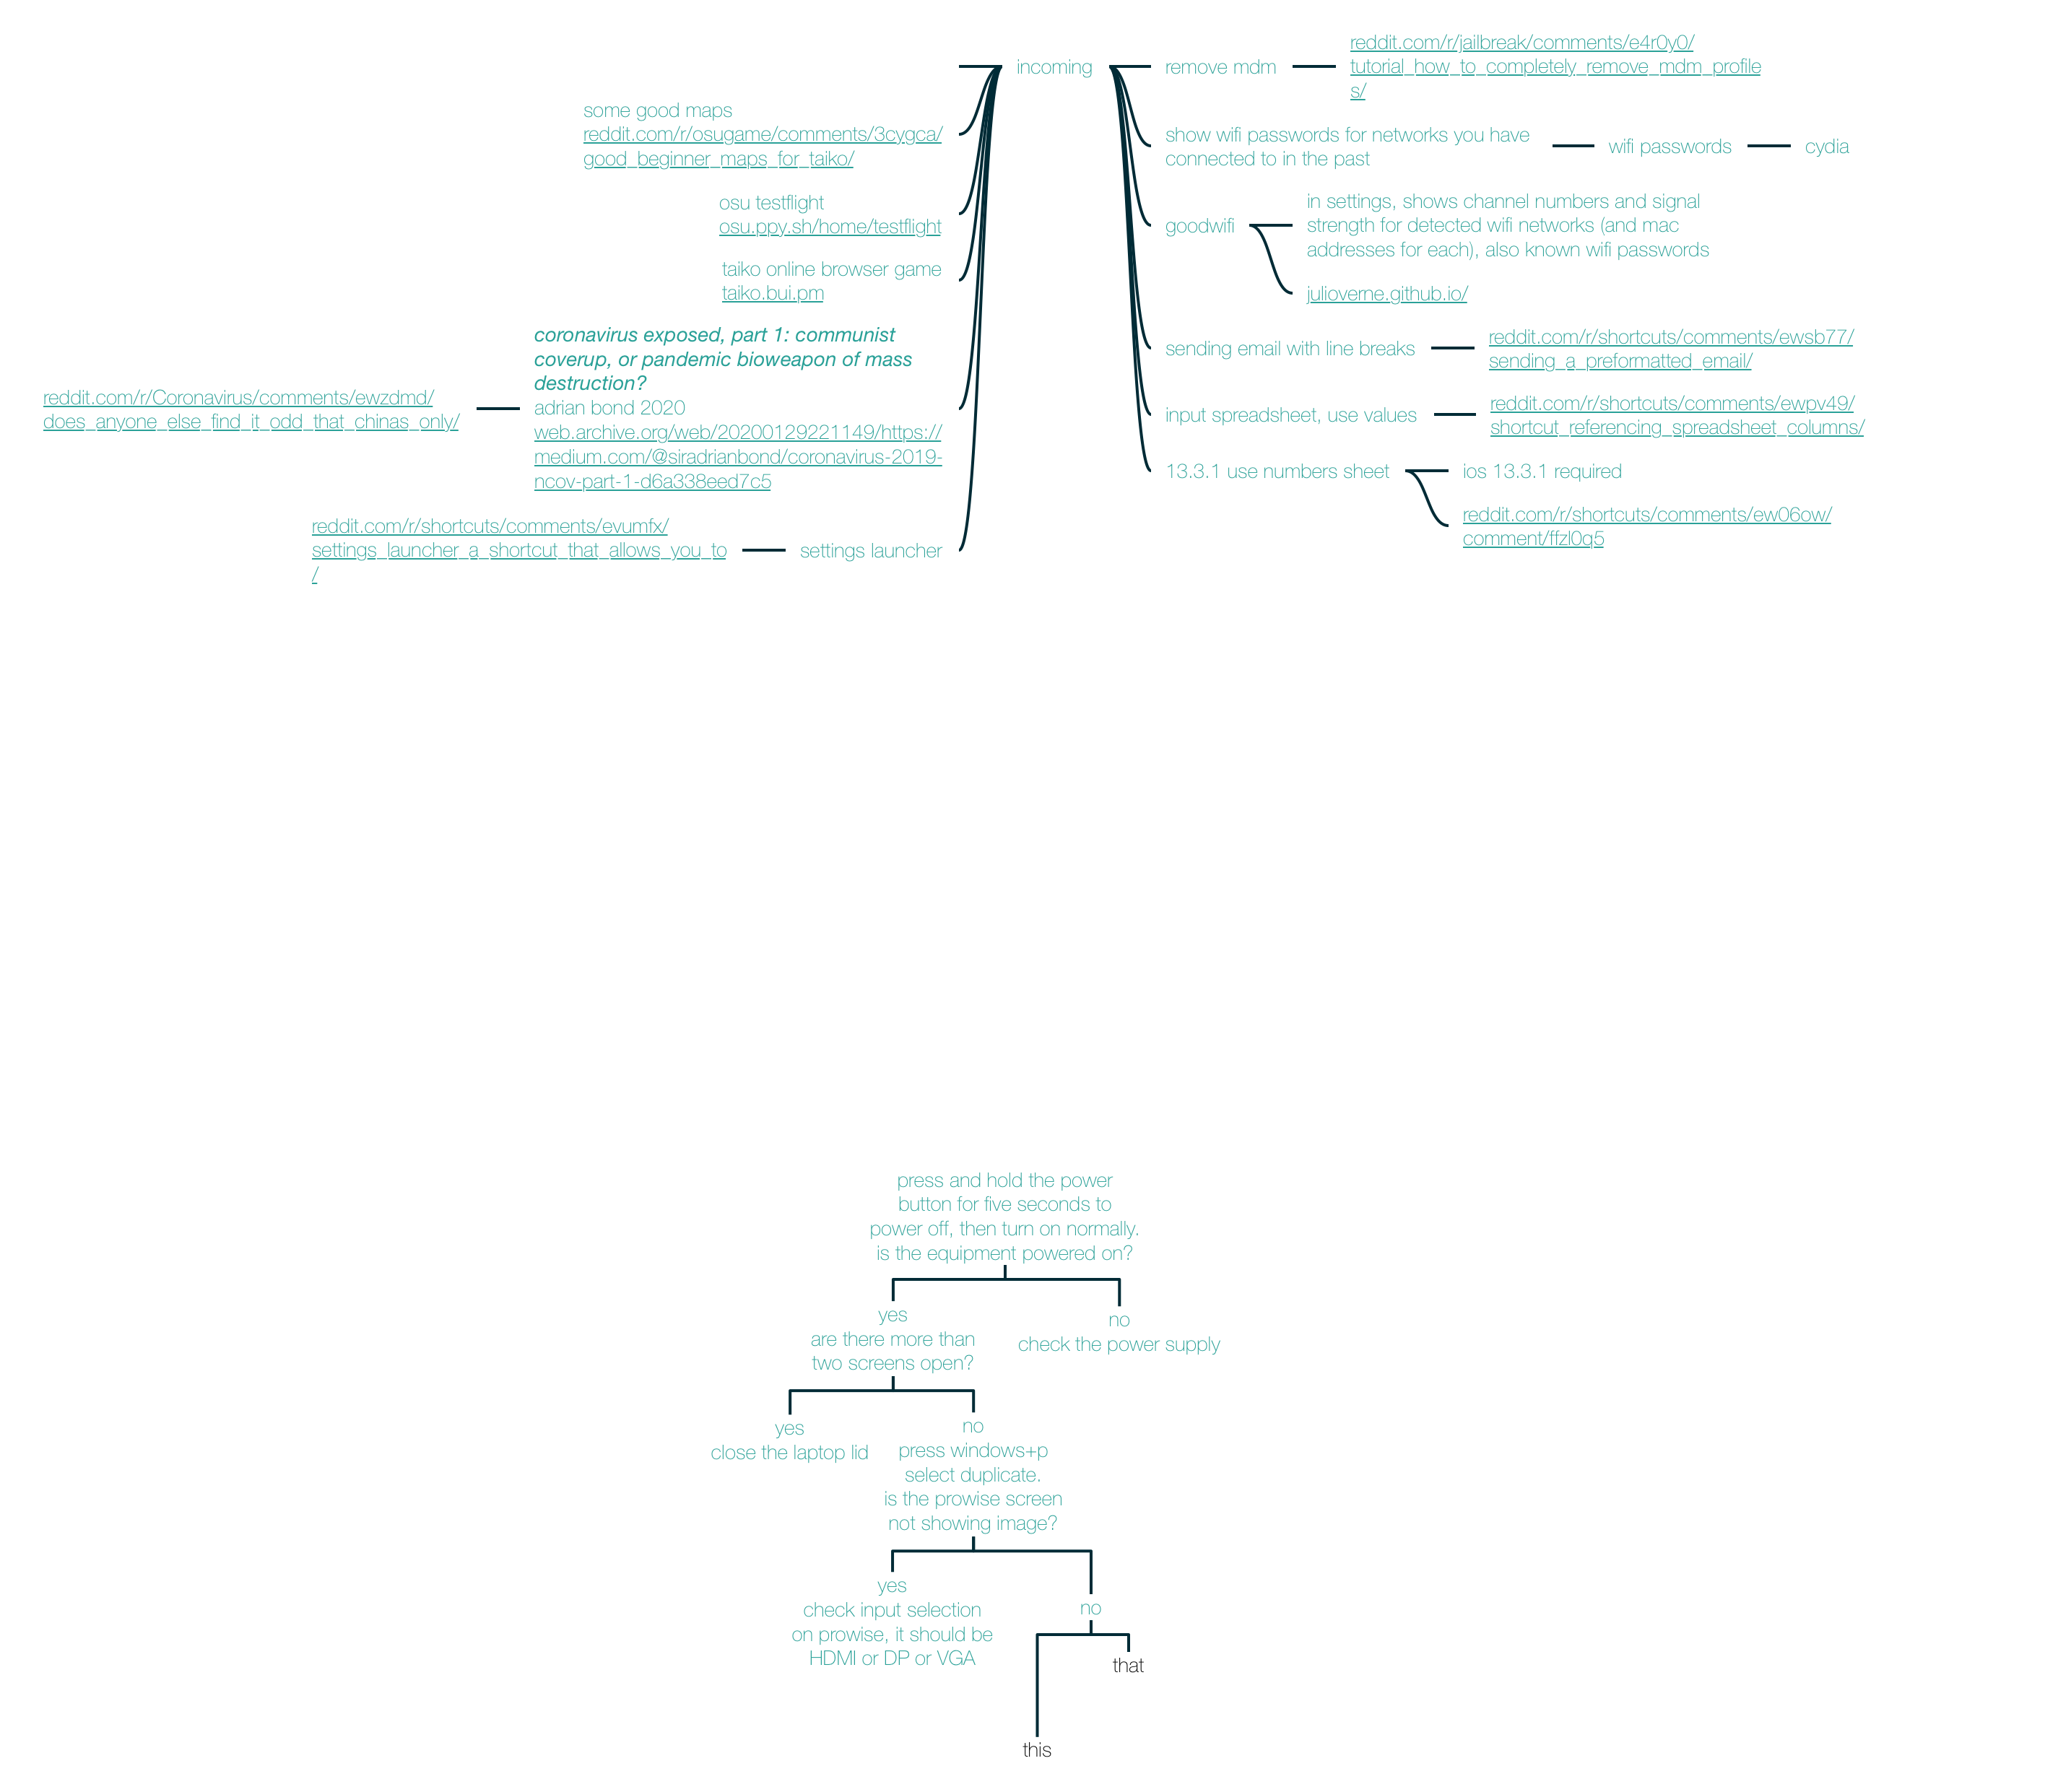 incoming
some good maps
reddit.com/r/osugame/comments/3cygca/
good_beginner_maps_for_taiko/
osu testflight
osu.ppy.sh/home/testflight
taiko online browser game
taiko.bui.pm
coronavirus exposed, part 1: communist
coverup, or pandemic bioweapon of mass
destruction?
adrian bond 2020
web.archive.org/web/20200129221149/https://
medium.com/@siradrianbond/coronavirus-2019-
ncov-part-1-d6a338eed7c5
reddit.com/r/Coronavirus/comments/ewzdmd/
does_anyone_else_find_it_odd_that_chinas_only/
settings launcher
reddit.com/r/shortcuts/comments/evumfx/
settings_launcher_a_shortcut_that_allows_you_to
/
remove mdm
reddit.com/r/jailbreak/comments/e4r0y0/
tutorial_how_to_completely_remove_mdm_profile
s/
show wifi passwords for networks you have
connected to in the past
wifi passwords
cydia
goodwifi
in settings, shows channel numbers and signal
strength for detected wifi networks (and mac
addresses for each), also known wifi passwords
julioverne.github.io/
sending email with line breaks
reddit.com/r/shortcuts/comments/ewsb77/
sending_a_preformatted_email/
input spreadsheet, use values
reddit.com/r/shortcuts/comments/ewpv49/
shortcut_referencing_spreadsheet_columns/
13.3.1 use numbers sheet
ios 13.3.1 required
reddit.com/r/shortcuts/comments/ew06ow/
comment/ffzl0q5
press and hold the power
button for five seconds to
power off, then turn on normally.
is the equipment powered on?
yes
are there more than
two screens open?
no
check the power supply
yes
close the laptop lid
no
press windows+p
select duplicate.
is the prowise screen
not showing image?
yes
check input selection
on prowise, it should be
HDMI or DP or VGA
no
that
this